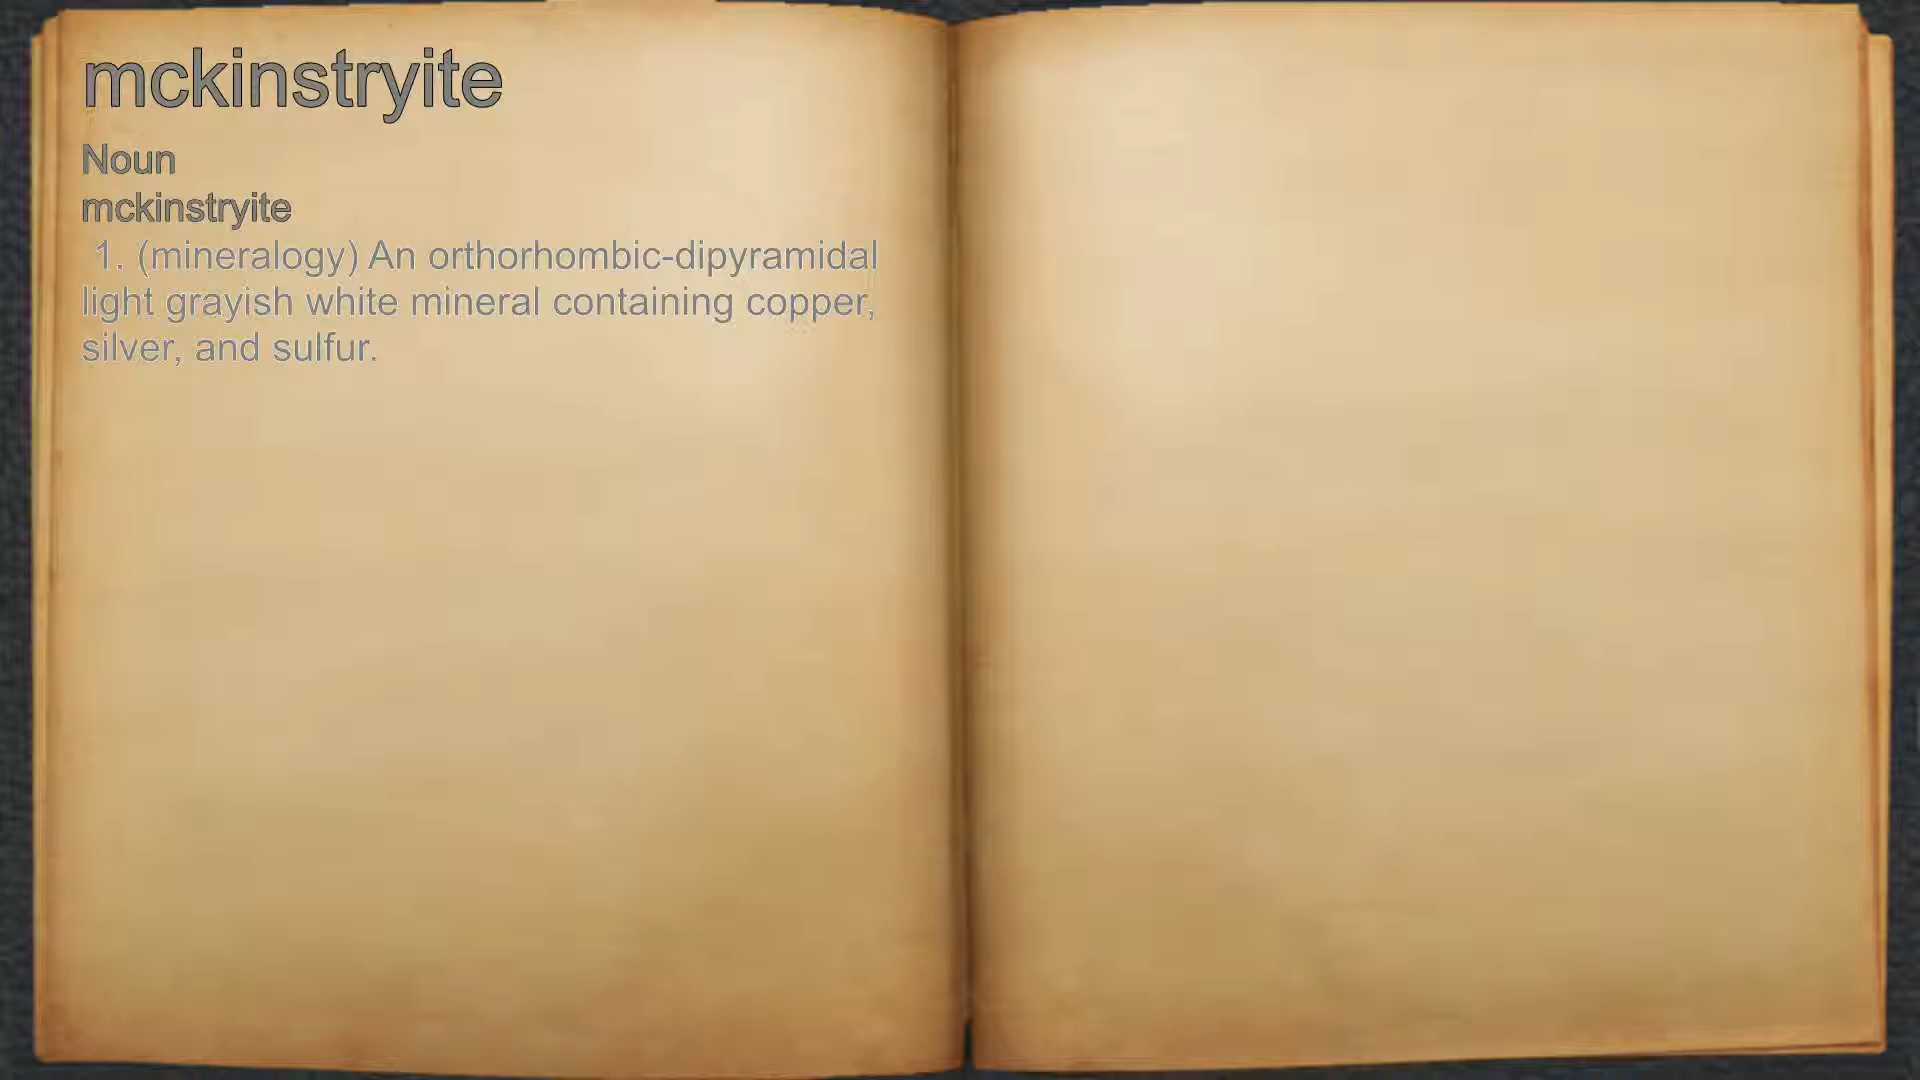 mckinstryite
Noun
mckinstryite
1. (mineralogy) An orthorhombic-dipyramidal
light grayish white mineral containing copper,
silver, and sulfur.